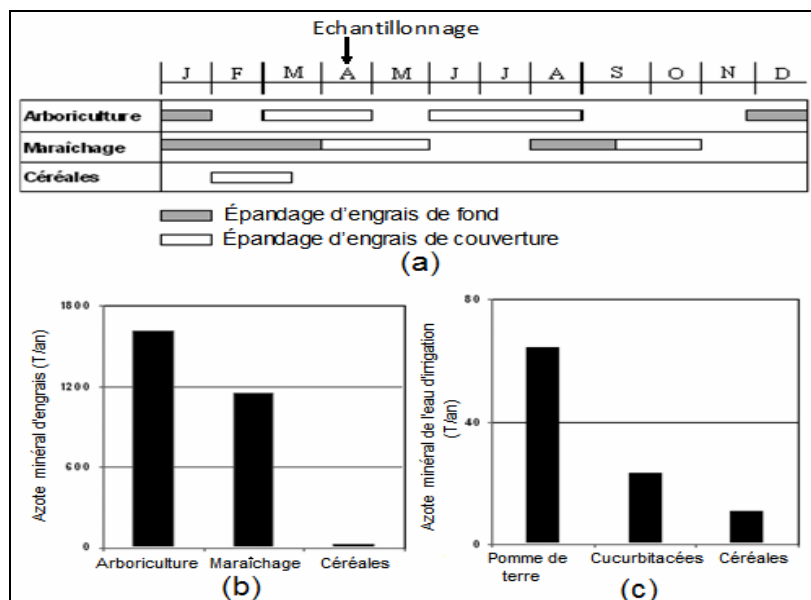 Echantillonnage
J F M A M J J A S O N D
Arboriculture
Maraîchage
Céréales
Épandage d'engrais de fond
Épandage d'engrais de couverture
(a)
Azote minéral d'engrais (T/an)
1800
1200
600
0
Arboriculture Maraîchage Céréales
(b)
Azote minéral de l'eau d'irrigation
(T/an)
80
40
0
Pomme de Cucurbitacées Céréales
terre
(c)